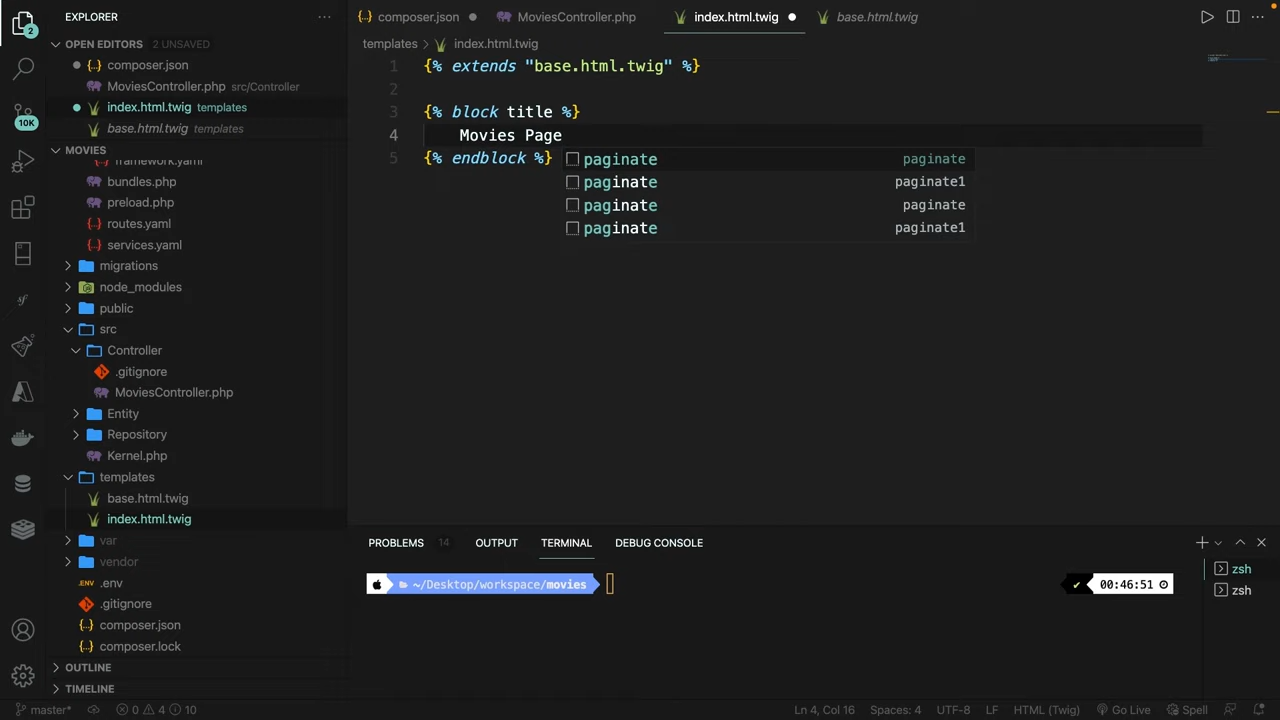 EXPLORER
OPEN EDITORS 2 UNSAVED
composer.json
MoviesController.php src/Controller
index.html.twig templates
base.html.twig templates
MOVIES
framework.yaml
bundles.php
preload.php
routes.yaml
services.yaml
migrations
node_modules
public
src
Controller
.gitignore
MoviesController.php
Entity
Repository
Kernel.php
templates
base.html.twig
index.html.twig
var
vendor
.env
.gitignore
composer.json
composer.lock
OUTLINE
TIMELINE
2
10K
composer.json
MoviesController.php
index.html.twig
base.html.twig
templates > index.html.twig
1 {% extends "base.html.twig" %}
2
3 {% block title %}
4 Movies Page
5 {% endblock %}
paginate paginate
paginate paginate1
paginate paginate
paginate paginate1
PROBLEMS 14 OUTPUT TERMINAL DEBUG CONSOLE
~/Desktop/workspace/movies
00:46:51
zsh
zsh
master* 0 4 10 Ln 4, Col 16 Spaces: 4 UTF-8 LF HTML (Twig) Go Live Spell